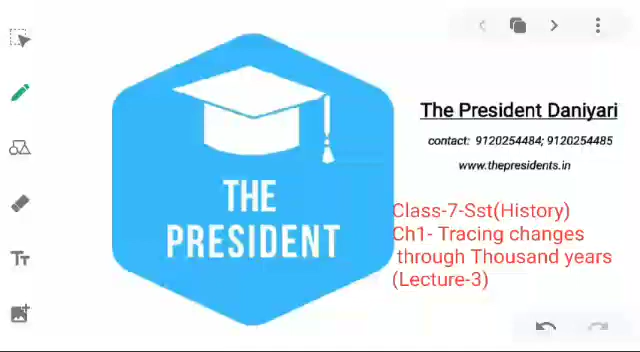 THE
PRESIDENT
The President Daniyari
contact: 9120254484; 9120254485
www.thepresidents.in
Class-7-Sst(History)
Ch1- Tracing changes
through Thousand years
(Lecture-3)
Tт